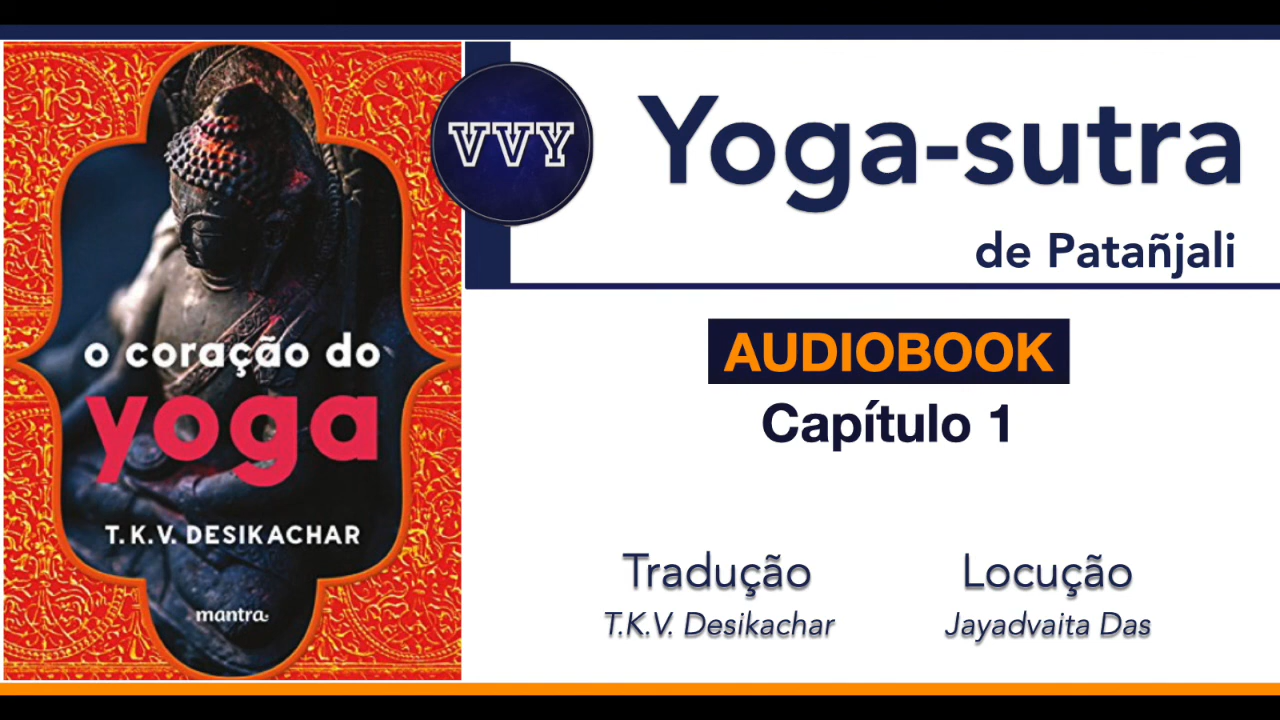 o coração do
yoga
T.K.V. DESIKACHAR
mantra
VVY
Yoga-sutra
de Patañjali
AUDIOBOOK
Capítulo 1
Tradução
T.K.V. Desikachar
Locução
Jayadvaita Das